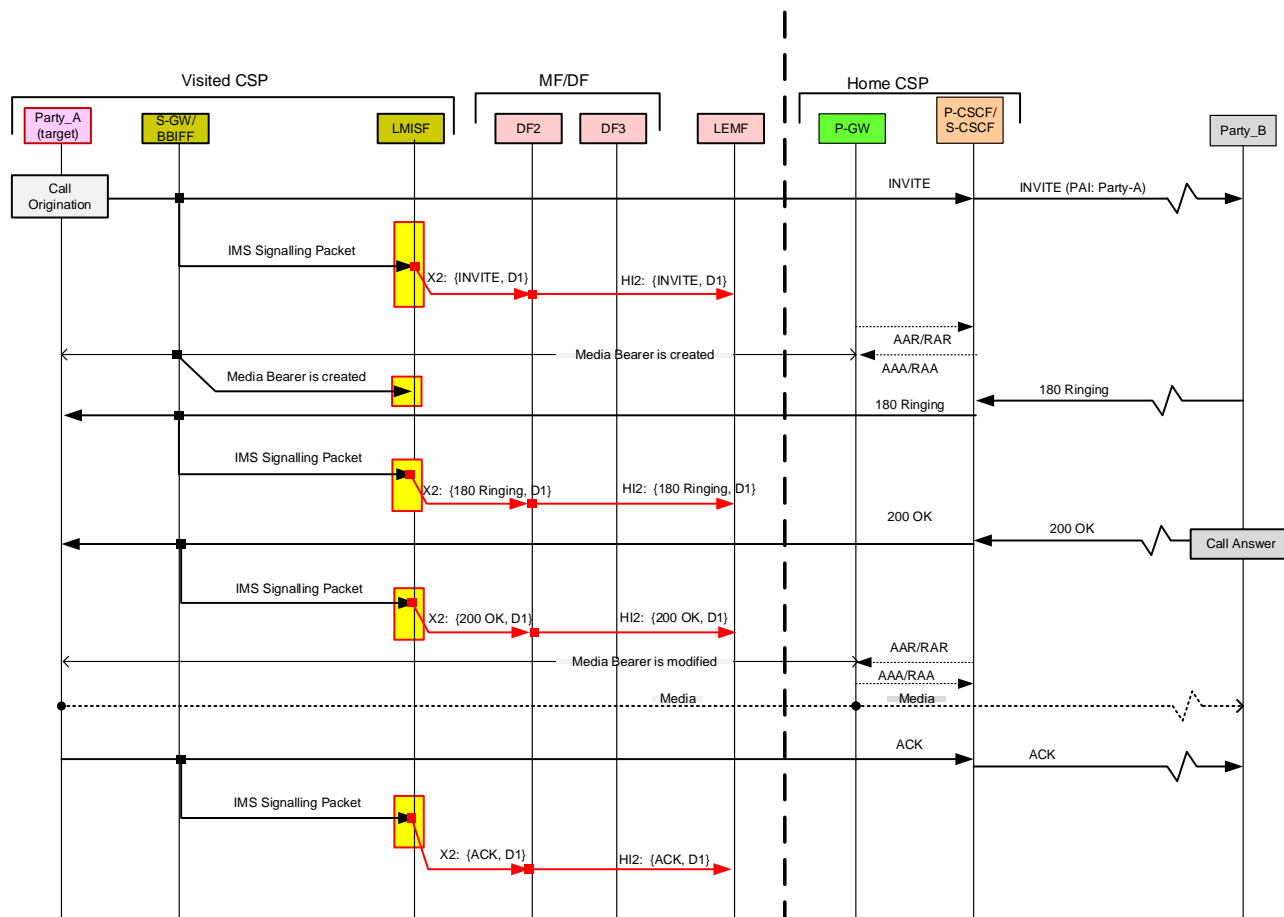 Visited CSP
MF/DF
Home CSP
Party_A
(target)
S-GW/
BBIFF
LMISF
DF2
DF3
LEMF
P-GW
P-CSCF/
S-CSCF
Party_B
Call
Origination
INVITE
INVITE (PAI: Party-A)
IMS Signalling Packet
X2: {INVITE, D1}
HI2: {INVITE, D1}
AAR/RAR
Media Bearer is created
AAA/RAA
Media Bearer is created
180 Ringing
180 Ringing
IMS Signalling Packet
X2: {180 Ringing, D1}
HI2: {180 Ringing, D1}
200 OK
200 OK
Call Answer
IMS Signalling Packet
X2: {200 OK, D1}
HI2: {200 OK, D1}
AAR/RAR
Media Bearer is modified
AAA/RAA
Media
Media
ACK
ACK
IMS Signalling Packet
X2: {ACK, D1}
HI2: {ACK, D1}